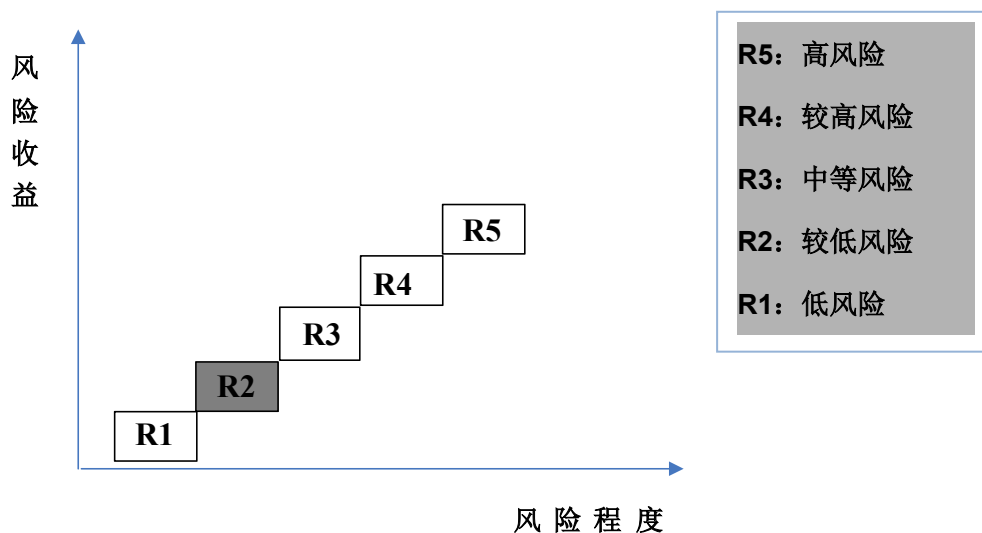 风
险
收
益
R5
R4
R3
R2
R1
风 险 程 度
R5：高风险
R4：较高风险
R3：中等风险
R2：较低风险
R1：低风险